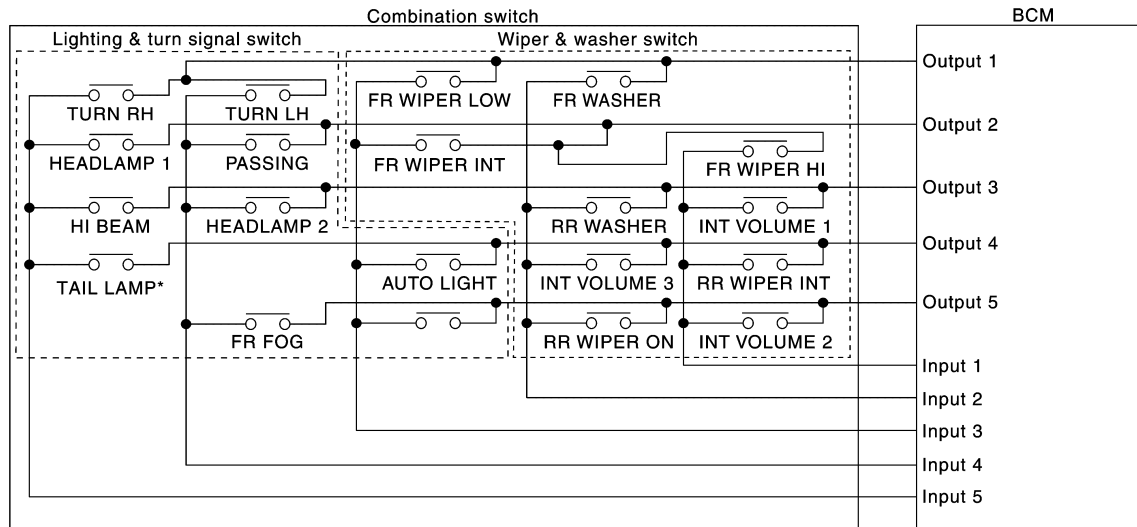 Combination switch
BCM
Lighting & turn signal switch
Wiper & washer switch
Output 1
TURN RH
TURN LH
FR WIPER LOW
FR WASHER
Output 2
HEADLAMP 1
PASSING
FR WIPER INT
FR WIPER HI
Output 3
HI BEAM
HEADLAMP 2
RR WASHER
INT VOLUME 1
Output 4
TAIL LAMP*
AUTO LIGHT
INT VOLUME 3
RR WIPER INT
Output 5
FR FOG
RR WIPER ON
INT VOLUME 2
Input 1
Input 2
Input 3
Input 4
Input 5